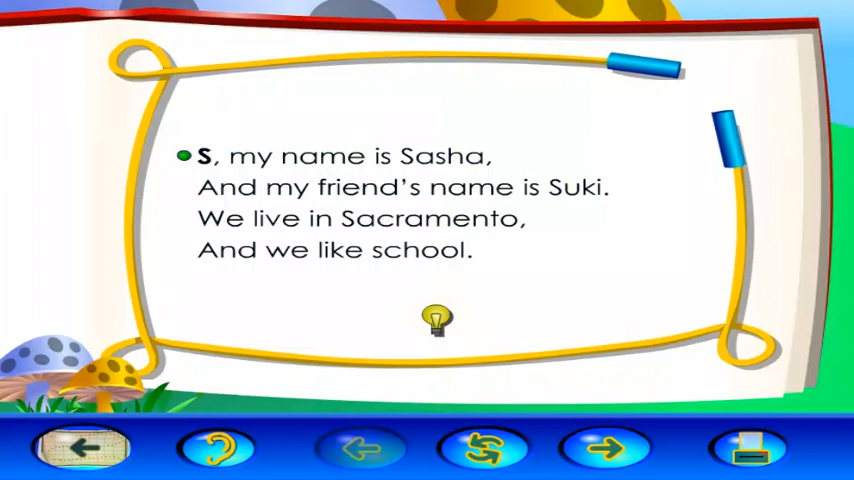 S, my name is Sasha,
And my friend’s name is Suki.
We live in Sacramento,
And we like school.